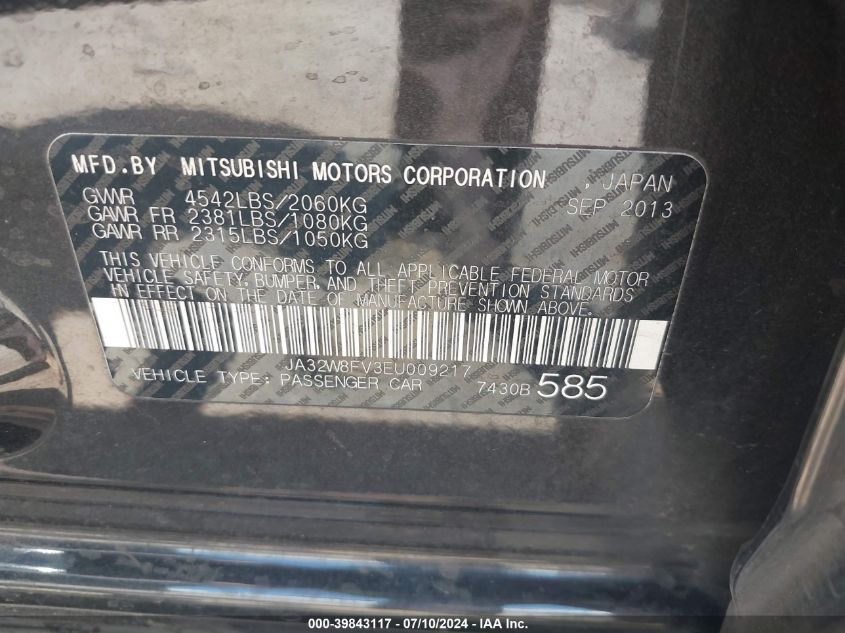 MFD.BY MITSUBISHI MOTORS CORPORATION , JAPAN
GVWR 4542LBS/2060KG SEP 2013
GAWR FR 2381LBS/1080KG
GAWR RR 2315LBS/1050KG
THIS VEHICLE CONFORMS TO ALL APPLICABLE FEDERAL MOTOR
VEHICLE SAFETY, BUMPER, AND THEFT PREVENTION STANDARDS
IN EFFECT ON THE DATE OF MANUFACTURE SHOWN ABOVE.
JA32W8FV3EU009217
VEHICLE TYPE: PASSENGER CAR 7430B 585
000-39843117 - 07/10/2024 - IAAI Inc.